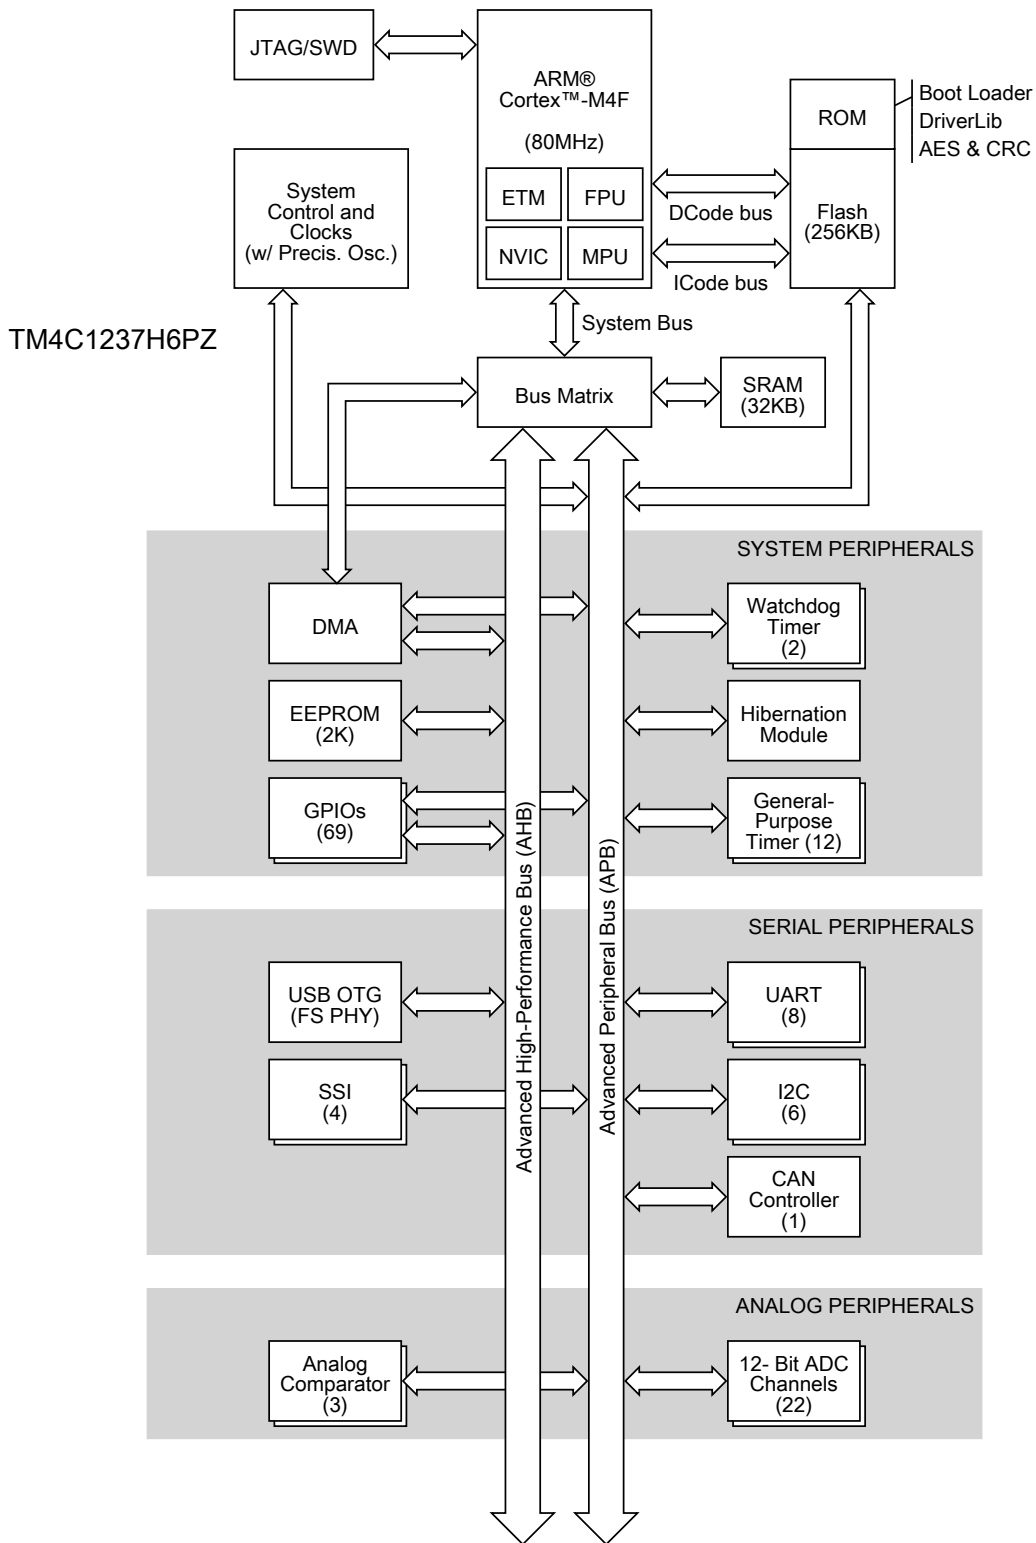 JTAG/SWD
ARM®
Cortex™-M4F
(80MHz)
ETM
FPU
NVIC
MPU
ROM
Boot Loader
DriverLib
AES & CRC
Flash
(256KB)
DCode bus
ICode bus
System
Control and
Clocks
(w/ Precis. Osc.)
TM4C1237H6PZ
System Bus
Bus Matrix
SRAM
(32KB)
SYSTEM PERIPHERALS
DMA
Watchdog
Timer
(2)
EEPROM
(2K)
Hibernation
Module
GPIOs
(69)
General-
Purpose
Timer (12)
Advanced High-Performance Bus (AHB)
Advanced Peripheral Bus (APB)
SERIAL PERIPHERALS
USB OTG
(FS PHY)
UART
(8)
SSI
(4)
I2C
(6)
CAN
Controller
(1)
ANALOG PERIPHERALS
Analog
Comparator
(3)
12- Bit ADC
Channels
(22)